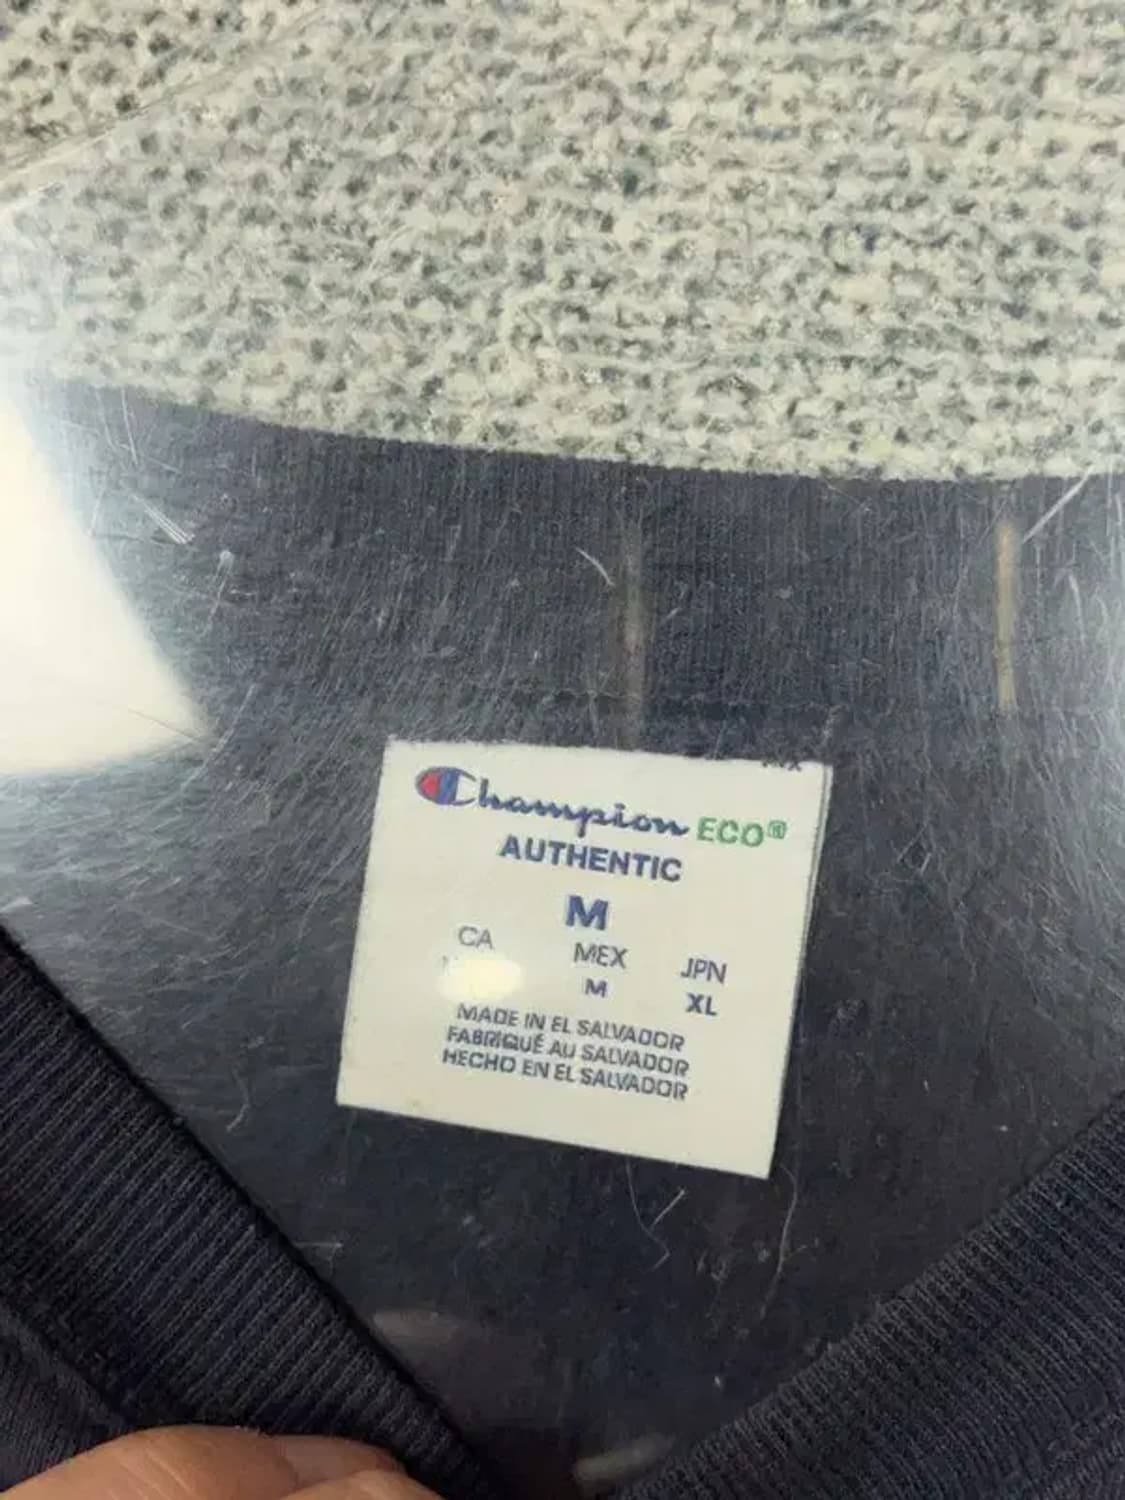 Champion ECO®
AUTHENTIC
M
CA MEX JPN
M XL
MADE IN EL SALVADOR
FABRIQUÉ AU SALVADOR
HECHO EN EL SALVADOR